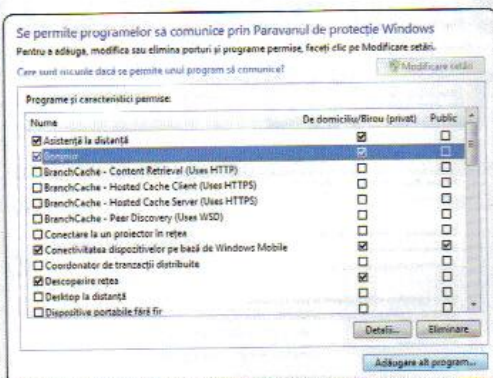 Se permite programelor să comunice prin Paravanul de protecție Windows
Pentru a adăuga, modifica sau elimina porturi și programe permise, faceți clic pe Modificare setări.
Care sunt riscurile dacă se permite unui program să comunice?
Modificare setări
Programe și caracteristici permise:
Nume De domiciliu/Birou (privat) Public
Asistență la distanță
Bonjour
BranchCache - Content Retrieval (Uses HTTP)
BranchCache - Hosted Cache Client (Uses HTTPS)
BranchCache - Hosted Cache Server (Uses HTTPS)
BranchCache - Peer Discovery (Uses WSD)
Conectare la un proiector în rețea
Conectivitatea dispozitivelor pe bază de Windows Mobile
Coordonator de tranzacții distribuite
Descoperire rețea
Desktop la distanță
Dispozitive portabile fără fir
Detalii... Eliminare
Adăugare alt program...